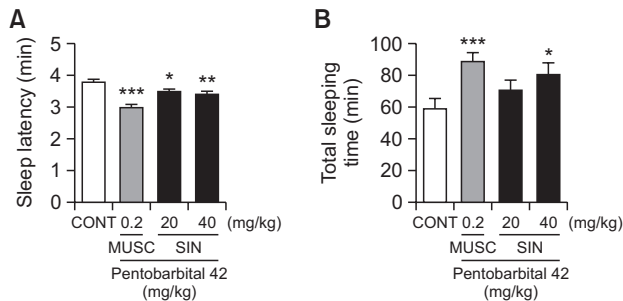 A
Sleep latency (min)
5
4
3
2
1
0
***
*
**
CONT 0.2 20 40 (mg/kg)
MUSC SIN
Pentobarbital 42
(mg/kg)
B
Total sleeping
time (min)
100
80
60
40
20
0
***
*
CONT 0.2 20 40 (mg/kg)
MUSC SIN
Pentobarbital 42
(mg/kg)